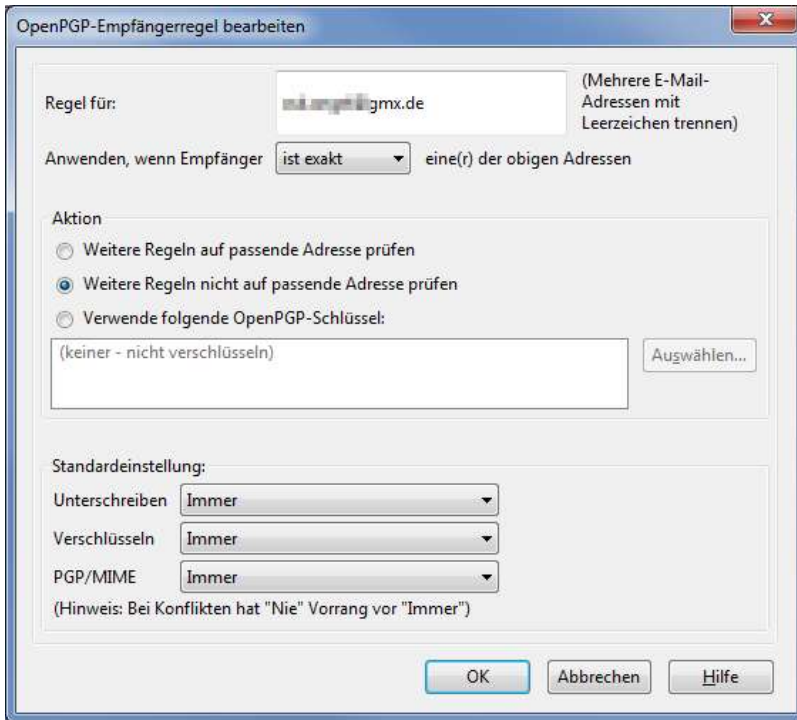 OpenPGP-Empfängerregel bearbeiten
Regel für:
gmx.de
(Mehrere E-Mail-
Adressen mit
Leerzeichen trennen)
Anwenden, wenn Empfänger ist exakt eine(r) der obigen Adressen
Aktion
Weitere Regeln auf passende Adresse prüfen
Weitere Regeln nicht auf passende Adresse prüfen
Verwende folgende OpenPGP-Schlüssel:
(keiner - nicht verschlüsseln)
Auswählen...
Standardeinstellung:
Unterschreiben Immer
Verschlüsseln Immer
PGP/MIME Immer
(Hinweis: Bei Konflikten hat "Nie" Vorrang vor "Immer")
OK Abbrechen Hilfe